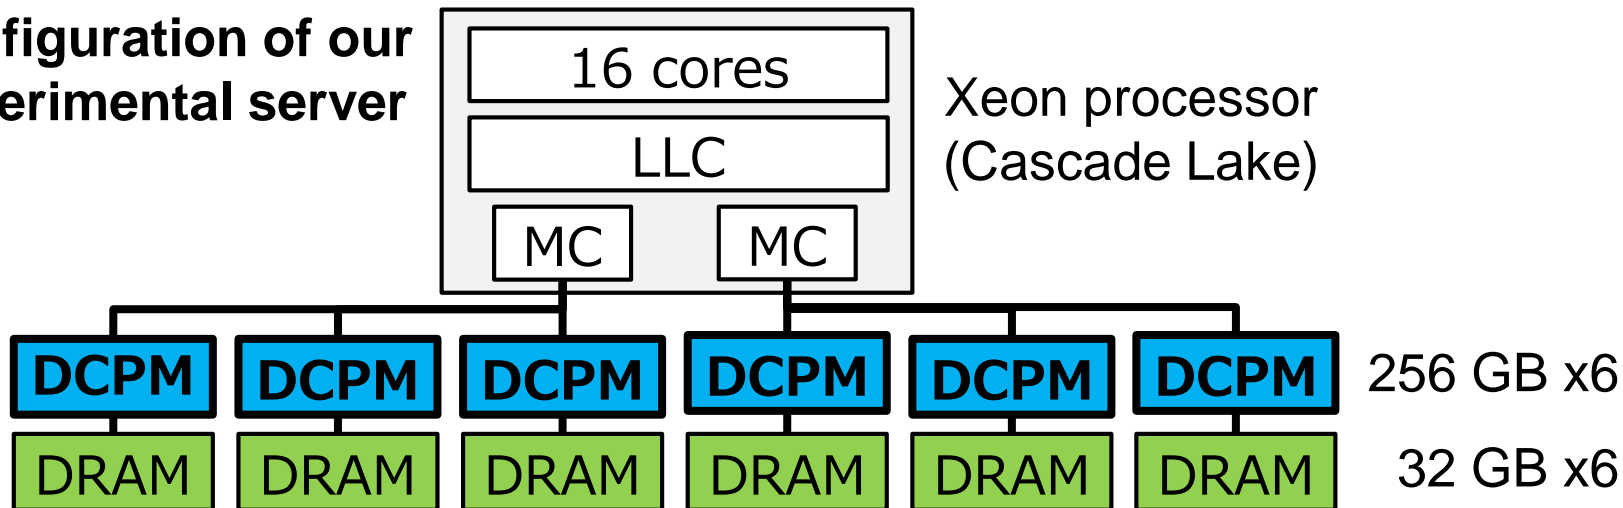 figuration of our
erimental server
16 cores
LLC
MC MC
Xeon processor
(Cascade Lake)
DCPM DCPM DCPM DCPM DCPM DCPM 256 GB x6
DRAM DRAM DRAM DRAM DRAM DRAM 32 GB x6